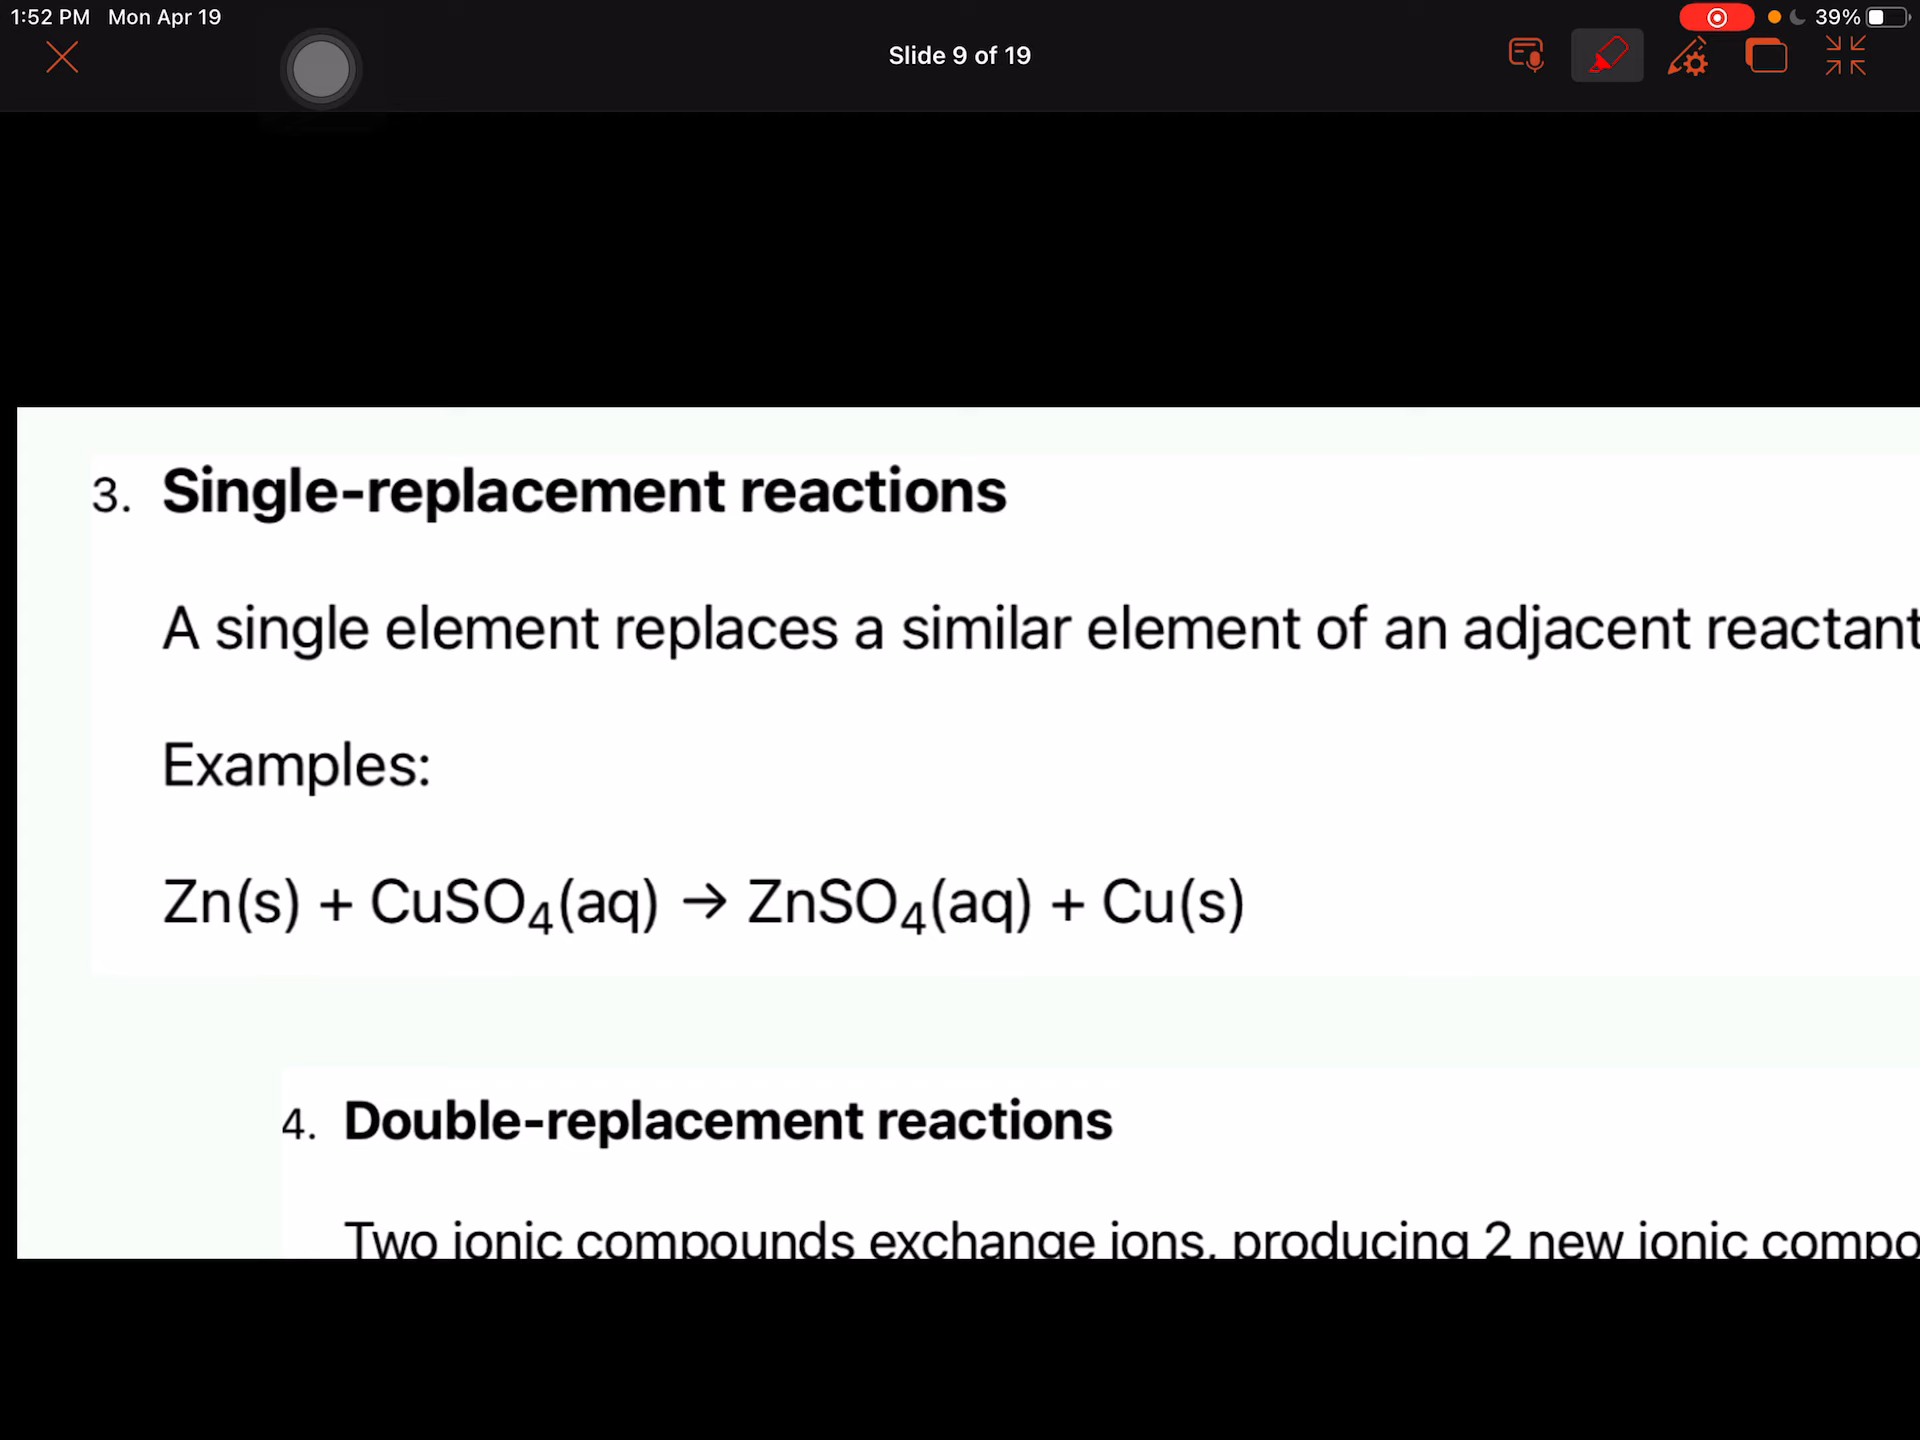 1:52 PM Mon Apr 19
39%
Slide 9 of 19
3. Single-replacement reactions
A single element replaces a similar element of an adjacent reactant
Examples:
Zn(s) + CuSO₄(aq) → ZnSO₄(aq) + Cu(s)
4. Double-replacement reactions
Two ionic compounds exchange ions, producing 2 new ionic compo